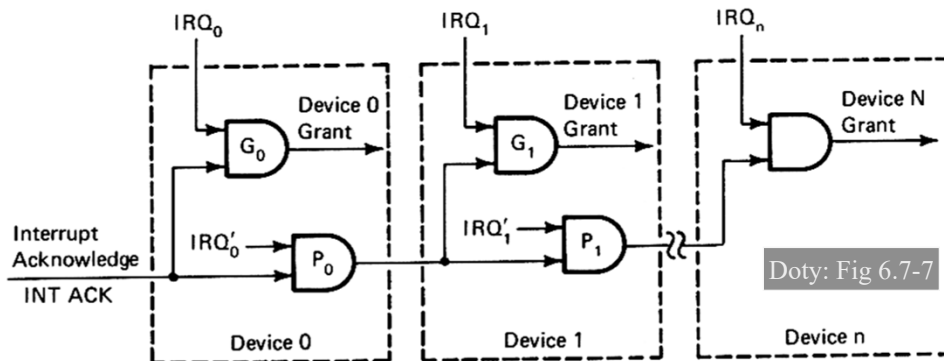 IRQ₀
IRQ₁
IRQₙ
Device 0
Grant
Device 1
Grant
Device N
Grant
G₀
G₁
Interrupt
Acknowledge
INT ACK
IRQ′₀
P₀
IRQ′₁
P₁
Doty: Fig 6.7-7
Device 0
Device 1
Device n